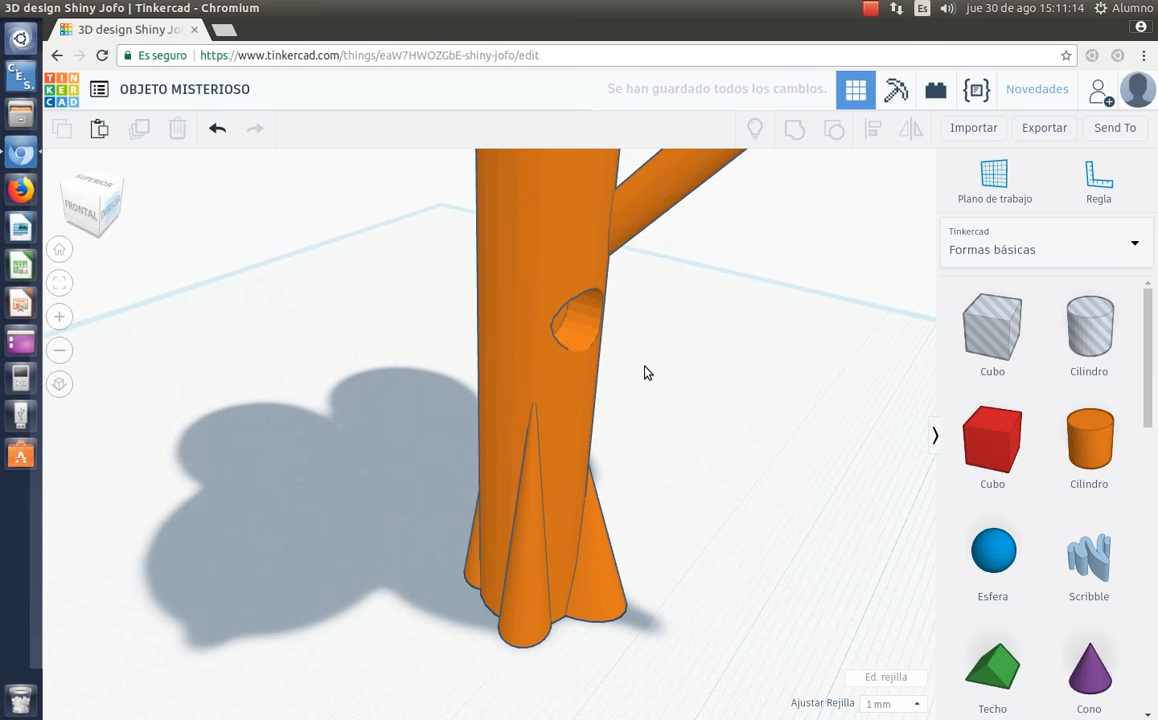 3D design Shiny Jofo | Tinkercad - Chromium
Es
jue 30 de ago 15:11:14
Alumno
3D design Shiny Jo
Es seguro
https://www.tinkercad.com/things/eaW7HWOZGbE-shiny-jofo/edit
TIN
KER
CAD
OBJETO MISTERIOSO
Se han guardado todos los cambios.
Novedades
Importar
Exportar
Send To
SUPERIOR
FRONTAL
Plano de trabajo
Regla
Tinkercad
Formas básicas
Cubo
Cilindro
Cubo
Cilindro
Esfera
Scribble
Techo
Cono
Ed. rejilla
Ajustar Rejilla
1 mm